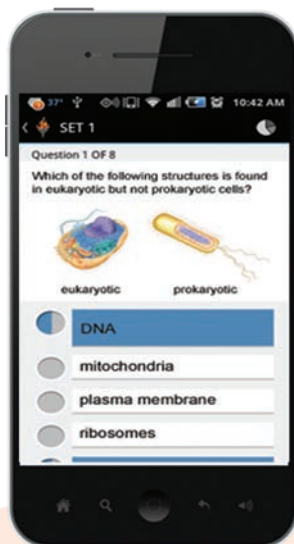 37° 10:42 AM
SET 1
Question 1 OF 8
Which of the following structures is found
in eukaryotic but not prokaryotic cells?
eukaryotic prokaryotic
DNA
mitochondria
plasma membrane
ribosomes